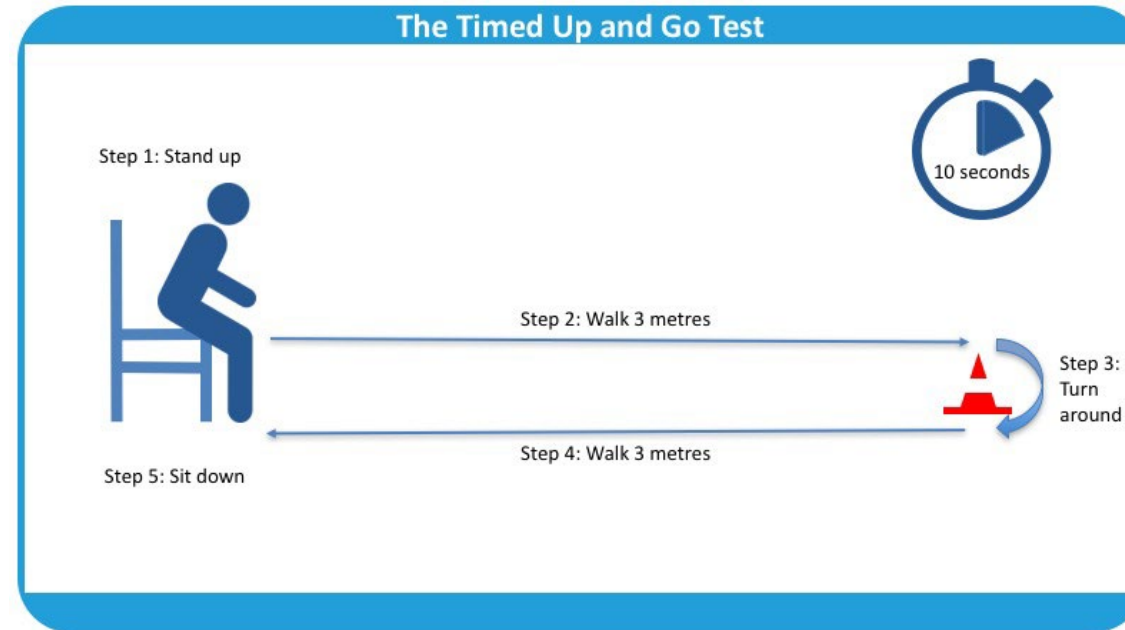 The Timed Up and Go Test
10 seconds
Step 1: Stand up
Step 2: Walk 3 metres
Step 3:
Turn
around
Step 4: Walk 3 metres
Step 5: Sit down